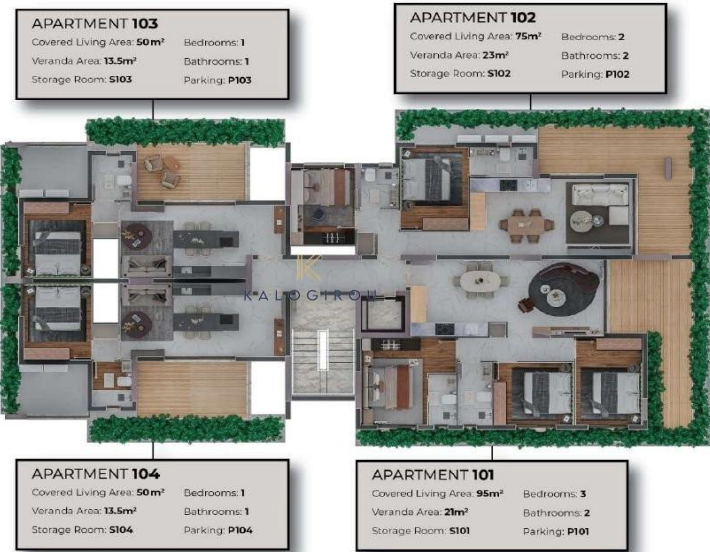 APARTMENT 103
Covered Living Area: 50m² Bedrooms: 1
Veranda Area: 13.5m² Bathrooms: 1
Storage Room: S103 Parking: P103
APARTMENT 102
Covered Living Area: 75m² Bedrooms: 2
Veranda Area: 23m² Bathrooms: 2
Storage Room: S102 Parking: P102
K
KALOGIROU
APARTMENT 104
Covered Living Area: 50m² Bedrooms: 1
Veranda Area: 13.5m² Bathrooms: 1
Storage Room: S104 Parking: P104
APARTMENT 101
Covered Living Area: 95m² Bedrooms: 3
Veranda Area: 21m² Bathrooms: 2
Storage Room: S101 Parking: P101